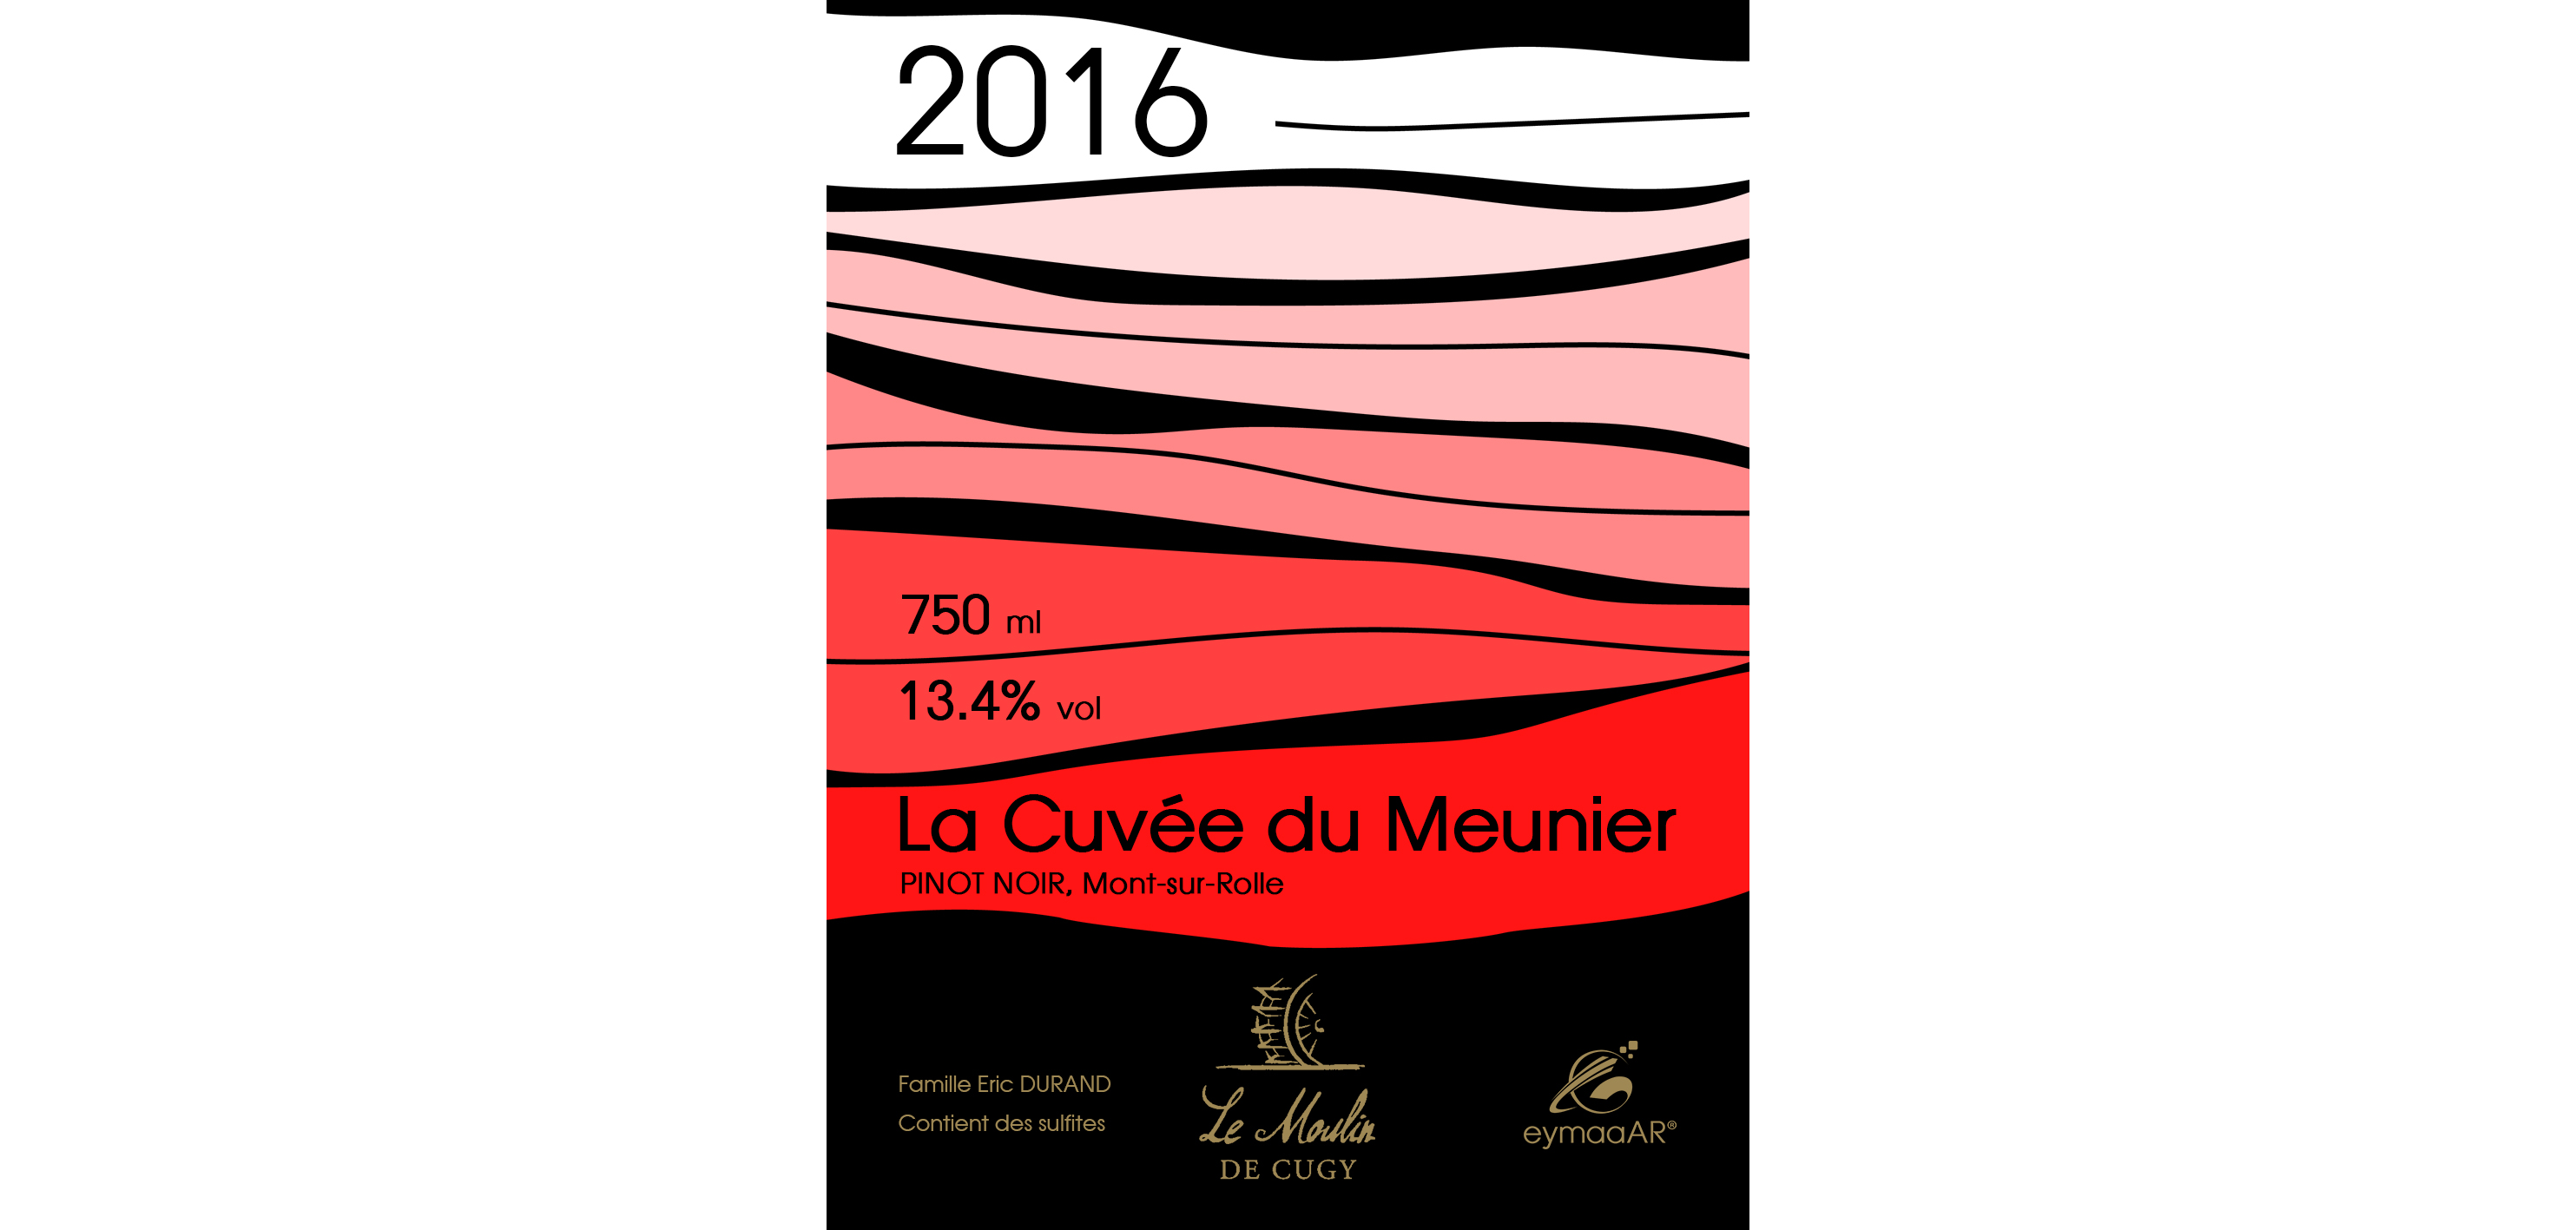 2016
750 ml
13.4% vol
La Cuvée du Meunier
PINOT NOIR, Mont-sur-Rolle
Famille Eric DURAND
Contient des sulfites
Le Moulin
DE CUGY
eymaaAR®